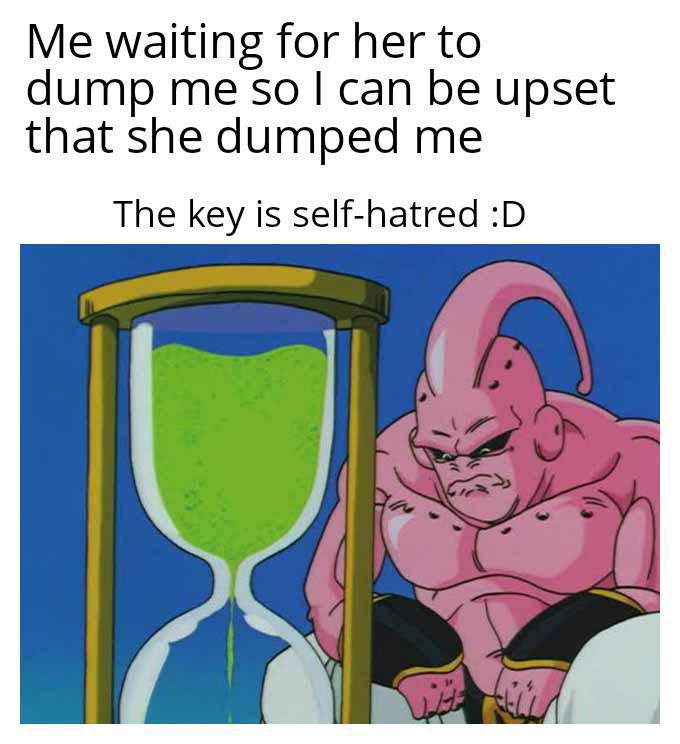 Me waiting for her to
dump me so I can be upset
that she dumped me
The key is self-hatred :D